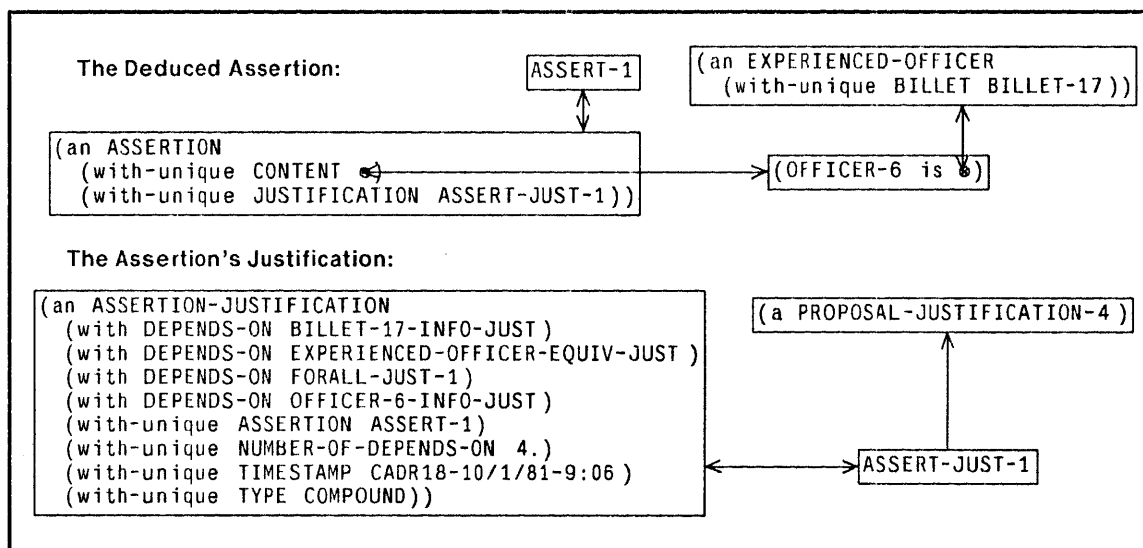 The Deduced Assertion:
ASSERT-1
(an EXPERIENCED-OFFICER
(with-unique BILLET BILLET-17))
(an ASSERTION
(with-unique CONTENT )
(with-unique JUSTIFICATION ASSERT-JUST-1))
(OFFICER-6 is )
The Assertion's Justification:
(an ASSERTION-JUSTIFICATION
(with DEPENDS-ON BILLET-17-INFO-JUST)
(with DEPENDS-ON EXPERIENCED-OFFICER-EQUIV-JUST)
(with DEPENDS-ON FORALL-JUST-1)
(with DEPENDS-ON OFFICER-6-INFO-JUST)
(with-unique ASSERTION ASSERT-1)
(with-unique NUMBER-OF-DEPENDS-ON 4.)
(with-unique TIMESTAMP CADR18-10/1/81-9:06)
(with-unique TYPE COMPOUND))
(a PROPOSAL-JUSTIFICATION-4)
ASSERT-JUST-1